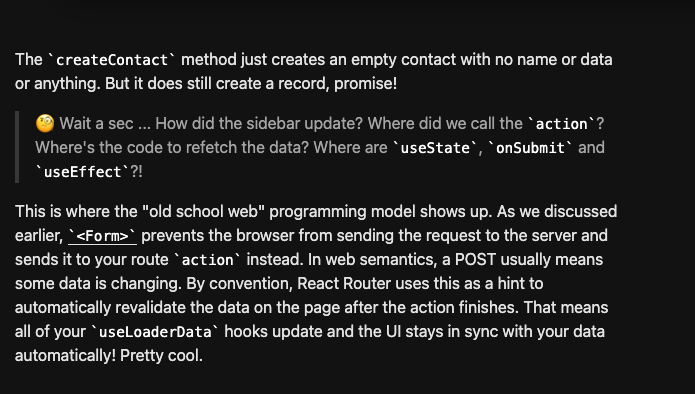 The `createContact` method just creates an empty contact with no name or data
or anything. But it does still create a record, promise!
🧐 Wait a sec ... How did the sidebar update? Where did we call the `action`?
Where's the code to refetch the data? Where are `useState`, `onSubmit` and
`useEffect`?!
This is where the "old school web" programming model shows up. As we discussed
earlier, `<Form>` prevents the browser from sending the request to the server and
sends it to your route `action` instead. In web semantics, a POST usually means
some data is changing. By convention, React Router uses this as a hint to
automatically revalidate the data on the page after the action finishes. That means
all of your `useLoaderData` hooks update and the UI stays in sync with your data
automatically! Pretty cool.